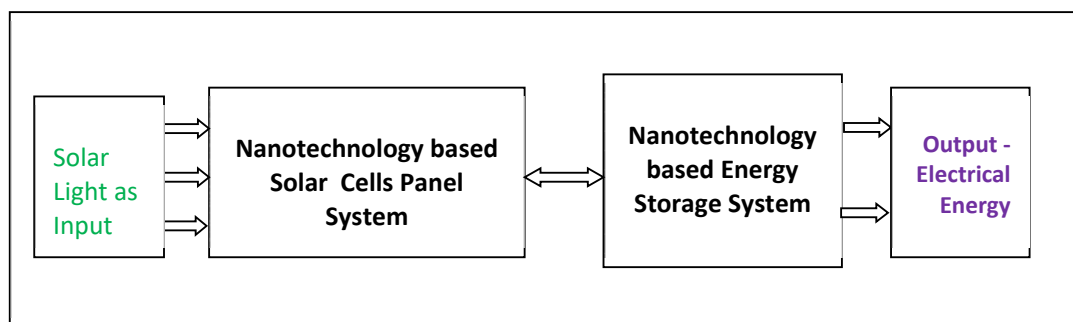 Solar
Light as
Input
Nanotechnology based
Solar Cells Panel
System
Nanotechnology
based Energy
Storage System
Output -
Electrical
Energy